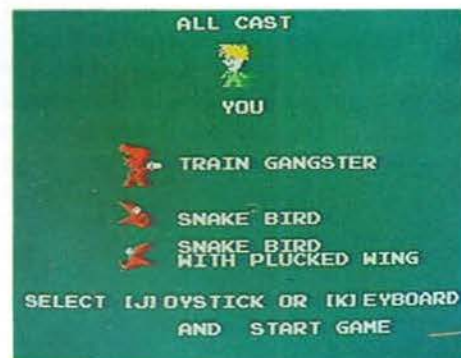 ALL CAST
YOU
TRAIN GANGSTER
SNAKE BIRD
SNAKE BIRD
WITH PLUCKED WING
SELECT [J]OYSTICK OR [K]EYBOARD
AND START GAME